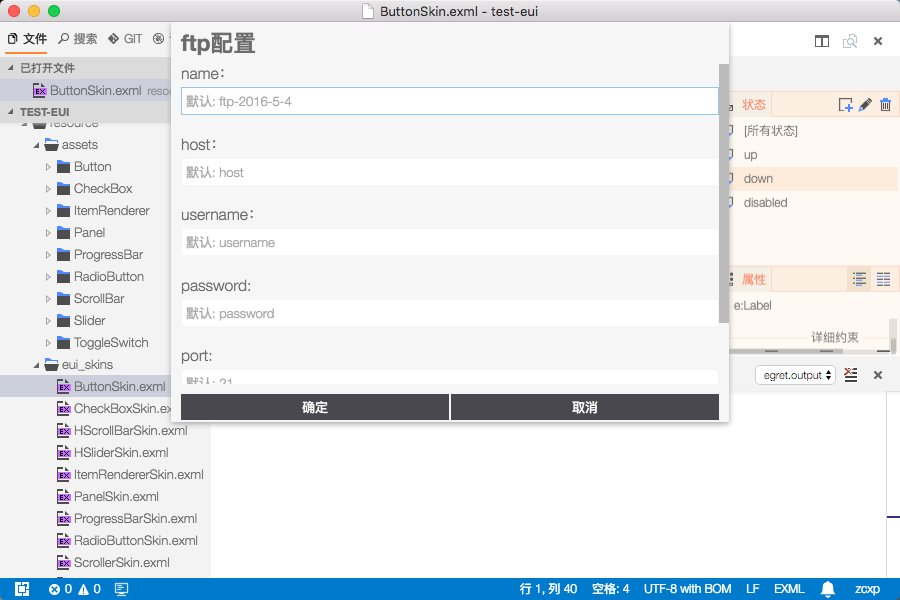 ButtonSkin.exml - test-eui
文件 搜索 GIT
已打开文件
ButtonSkin.exml reso
TEST-EUI
resource
assets
Button
CheckBox
ItemRenderer
Panel
ProgressBar
RadioButton
ScrollBar
Slider
ToggleSwitch
eui_skins
ButtonSkin.exml
CheckBoxSkin.ex
HScrollBarSkin.exml
HSliderSkin.exml
ItemRendererSkin.exml
PanelSkin.exml
ProgressBarSkin.exml
RadioButtonSkin.exml
ScrollerSkin.exml
ftp配置
name：
默认: ftp-2016-5-4
host：
默认: host
username：
默认: username
password:
默认: password
port:
默认: 21
确定 取消
状态
[所有状态]
up
down
disabled
属性
e:Label
详细约束
egret.output
0 0 行 1, 列 40 空格: 4 UTF-8 with BOM LF EXML zcxp